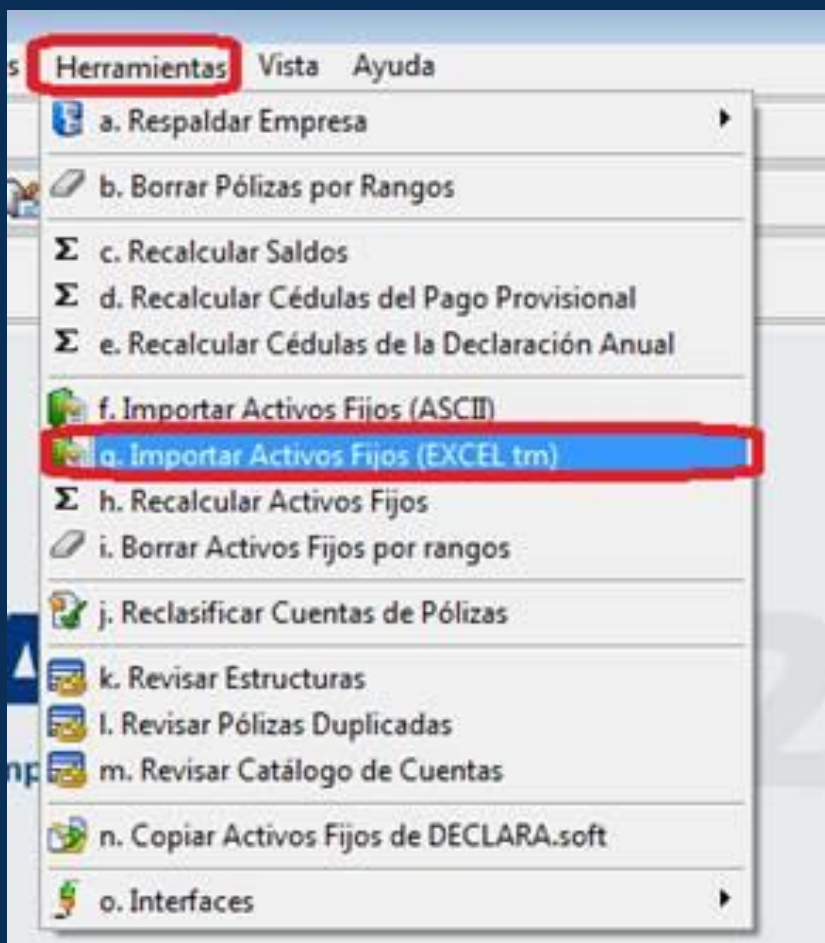 s Herramientas Vista Ayuda
a. Respaldar Empresa
b. Borrar Pólizas por Rangos
Σ c. Recalcular Saldos
Σ d. Recalcular Cédulas del Pago Provisional
Σ e. Recalcular Cédulas de la Declaración Anual
f. Importar Activos Fijos (ASCII)
g. Importar Activos Fijos (EXCEL tm)
Σ h. Recalcular Activos Fijos
i. Borrar Activos Fijos por rangos
j. Reclasificar Cuentas de Pólizas
k. Revisar Estructuras
l. Revisar Pólizas Duplicadas
m. Revisar Catálogo de Cuentas
n. Copiar Activos Fijos de DECLARA.soft
o. Interfaces